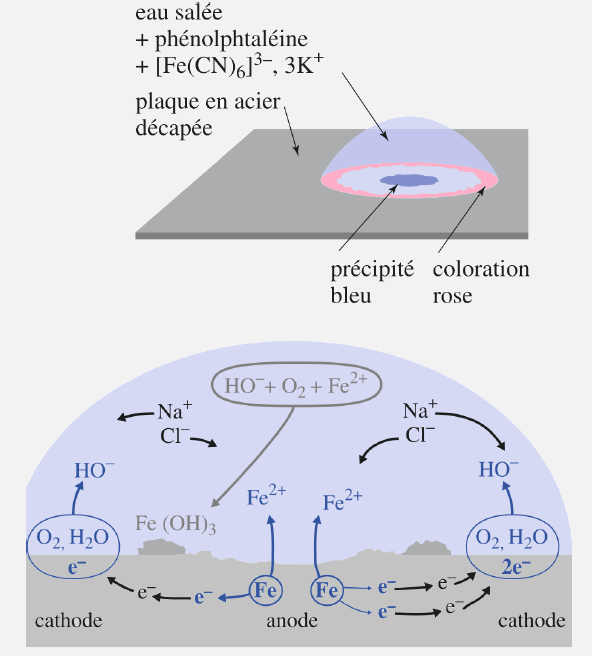 eau salée
+ phénolphtaléine
+ [Fe(CN)₆]³⁻, 3K⁺
plaque en acier
décapée
précipité
bleu
coloration
rose
HO⁻ + O₂ + Fe²⁺
Na⁺
Cl⁻
Na⁺
Cl⁻
HO⁻
HO⁻
Fe²⁺
Fe²⁺
Fe (OH)₃
O₂, H₂O
e⁻
O₂, H₂O
2e⁻
e⁻
e⁻
Fe
Fe
e⁻
e⁻
e⁻
e⁻
cathode
anode
cathode